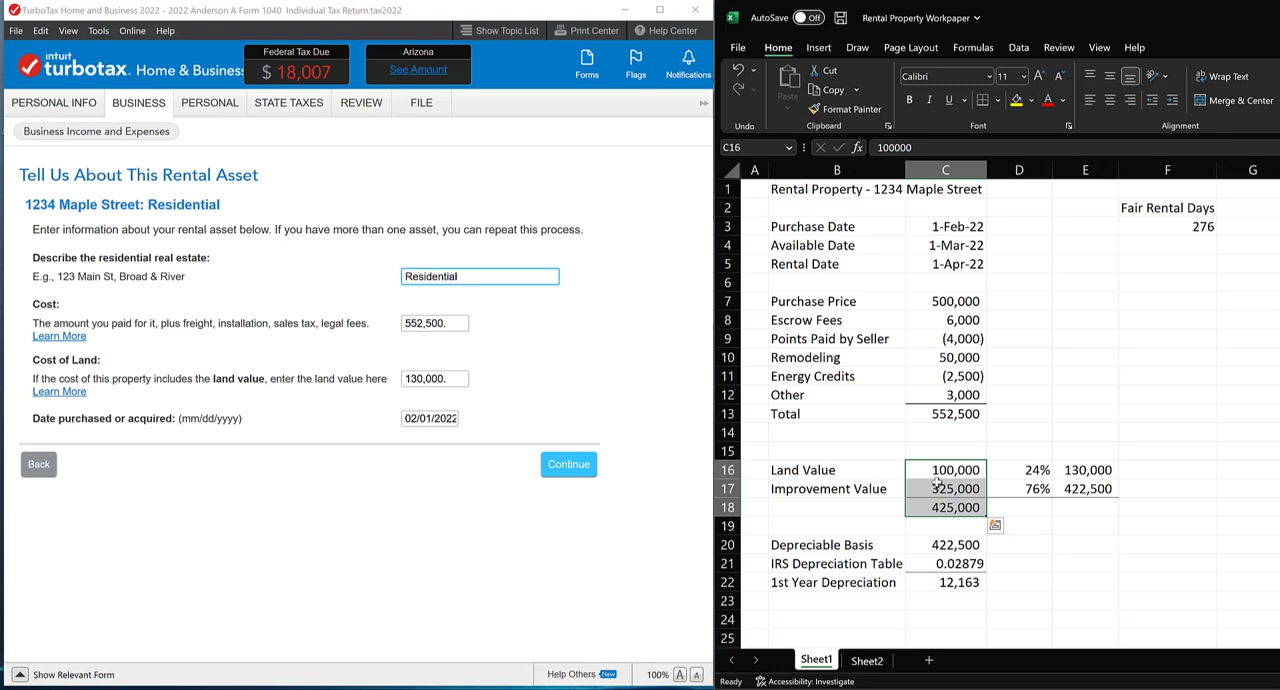 TurboTax Home and Business 2022 - 2022 Anderson A Form 1040 Individual Tax Return.tax2022
File Edit View Tools Online Help
Show Topic List Print Center Help Center
intuit
turbotax. Home & Business
Federal Tax Due
$ 18,007
Arizona
See Amount
Forms Flags Notifications
PERSONAL INFO BUSINESS PERSONAL STATE TAXES REVIEW FILE
Business Income and Expenses
Tell Us About This Rental Asset
1234 Maple Street: Residential
Enter information about your rental asset below. If you have more than one asset, you can repeat this process.
Describe the residential real estate:
E.g., 123 Main St, Broad & River Residential
Cost:
The amount you paid for it, plus freight, installation, sales tax, legal fees. 552,500.
Learn More
Cost of Land:
If the cost of this property includes the land value, enter the land value here 130,000.
Learn More
Date purchased or acquired: (mm/dd/yyyy) 02/01/2022
Back Continue
Show Relevant Form Help Others New 100% A A
AutoSave Off Rental Property Workpaper
File Home Insert Draw Page Layout Formulas Data Review View Help
Paste Cut Copy Format Painter
Calibri 11 A A
B I U A
ab Wrap Text
Merge & Center
Undo Clipboard Font Alignment
C16 fx 100000
A B C D E F G
1 Rental Property - 1234 Maple Street
2 Fair Rental Days
3 Purchase Date 1-Feb-22 276
4 Available Date 1-Mar-22
5 Rental Date 1-Apr-22
6
7 Purchase Price 500,000
8 Escrow Fees 6,000
9 Points Paid by Seller (4,000)
10 Remodeling 50,000
11 Energy Credits (2,500)
12 Other 3,000
13 Total 552,500
14
15
16 Land Value 100,000 24% 130,000
17 Improvement Value 325,000 76% 422,500
18 425,000
19
20 Depreciable Basis 422,500
21 IRS Depreciation Table 0.02879
22 1st Year Depreciation 12,163
23
24
25
Sheet1 Sheet2
Ready Accessibility: Investigate